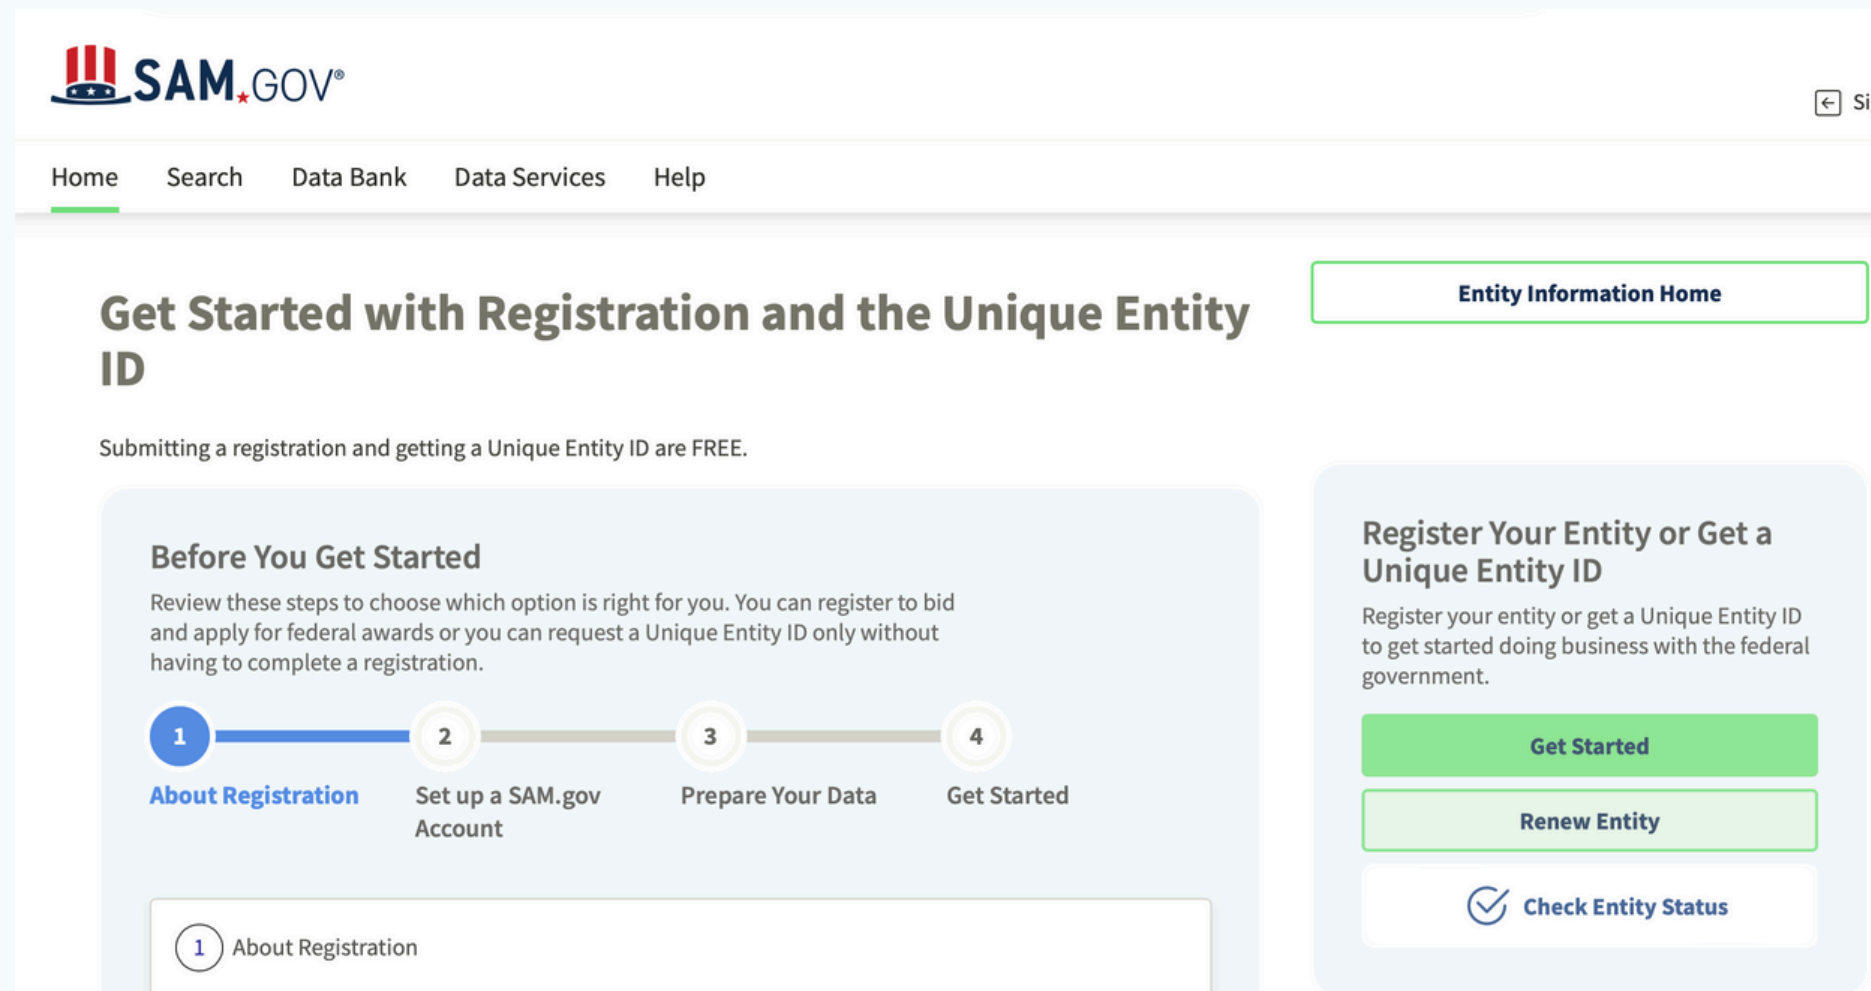 SAM.GOV®
Home Search Data Bank Data Services Help
Get Started with Registration and the Unique Entity
ID
Submitting a registration and getting a Unique Entity ID are FREE.
Before You Get Started
Review these steps to choose which option is right for you. You can register to bid
and apply for federal awards or you can request a Unique Entity ID only without
having to complete a registration.
1
2
3
4
About Registration
Set up a SAM.gov
Account
Prepare Your Data
Get Started
1 About Registration
Entity Information Home
Register Your Entity or Get a
Unique Entity ID
Register your entity or get a Unique Entity ID
to get started doing business with the federal
government.
Get Started
Renew Entity
Check Entity Status